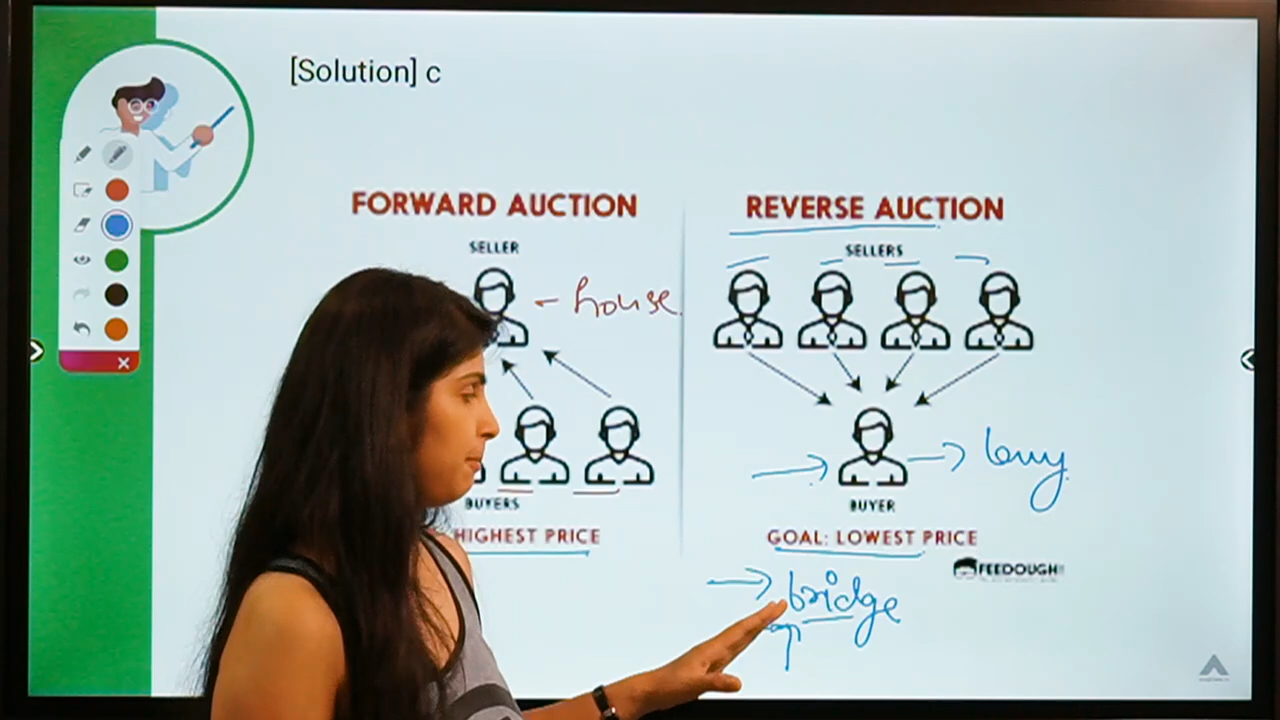 [Solution] c
FORWARD AUCTION
SELLER
- house
BUYERS
HIGHEST PRICE
REVERSE AUCTION
SELLERS
buy
BUYER
GOAL: LOWEST PRICE
FEEDOUGH
bridge